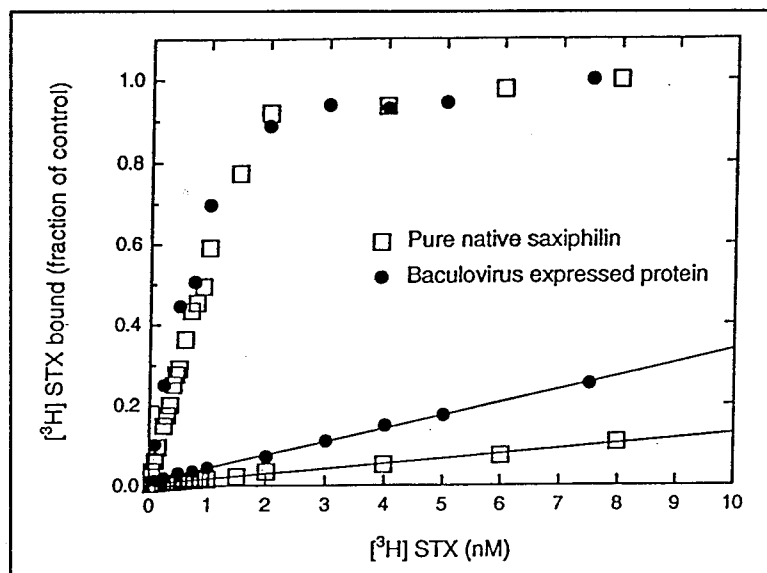 [³H] STX bound (fraction of control)
1.0
0.8
0.6
0.4
0.2
0.0
Pure native saxiphilin
Baculovirus expressed protein
0 1 2 3 4 5 6 7 8 9 10
[³H] STX (nM)